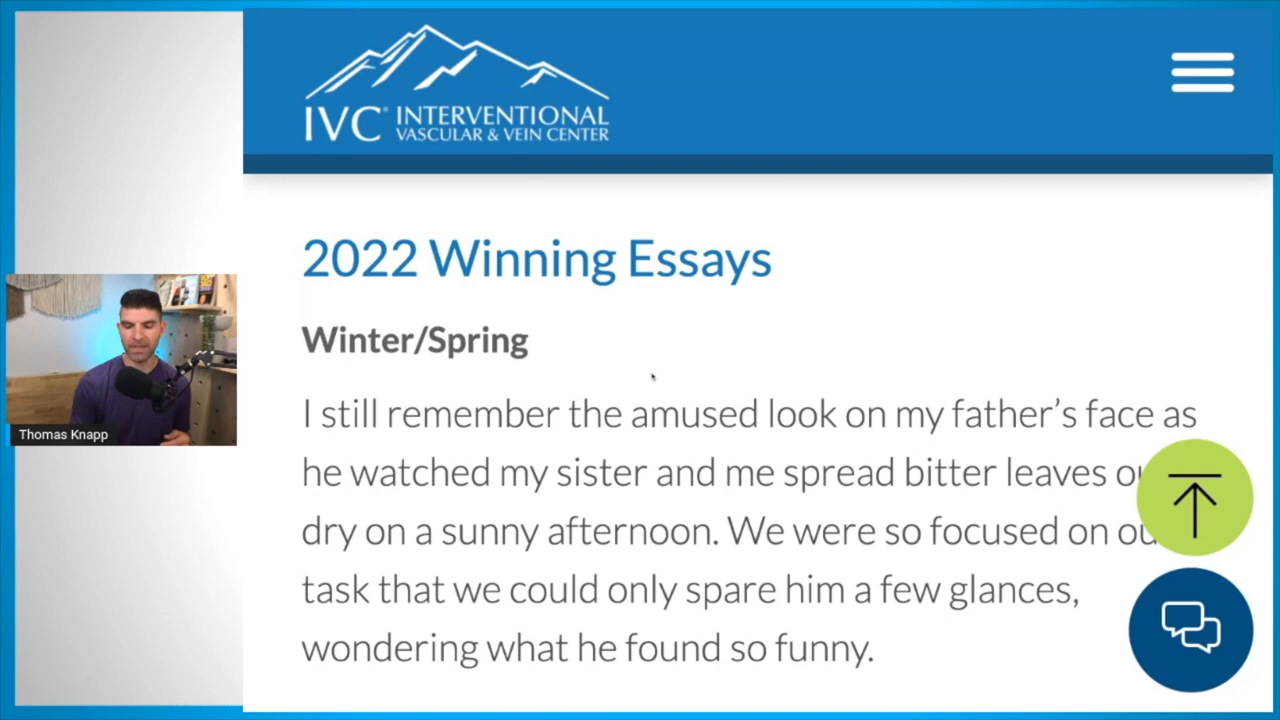 IVC® INTERVENTIONAL
VASCULAR & VEIN CENTER
2022 Winning Essays
Winter/Spring
I still remember the amused look on my father’s face as
he watched my sister and me spread bitter leaves
dry on a sunny afternoon. We were so focused on
task that we could only spare him a few glances,
wondering what he found so funny.
Thomas Knapp